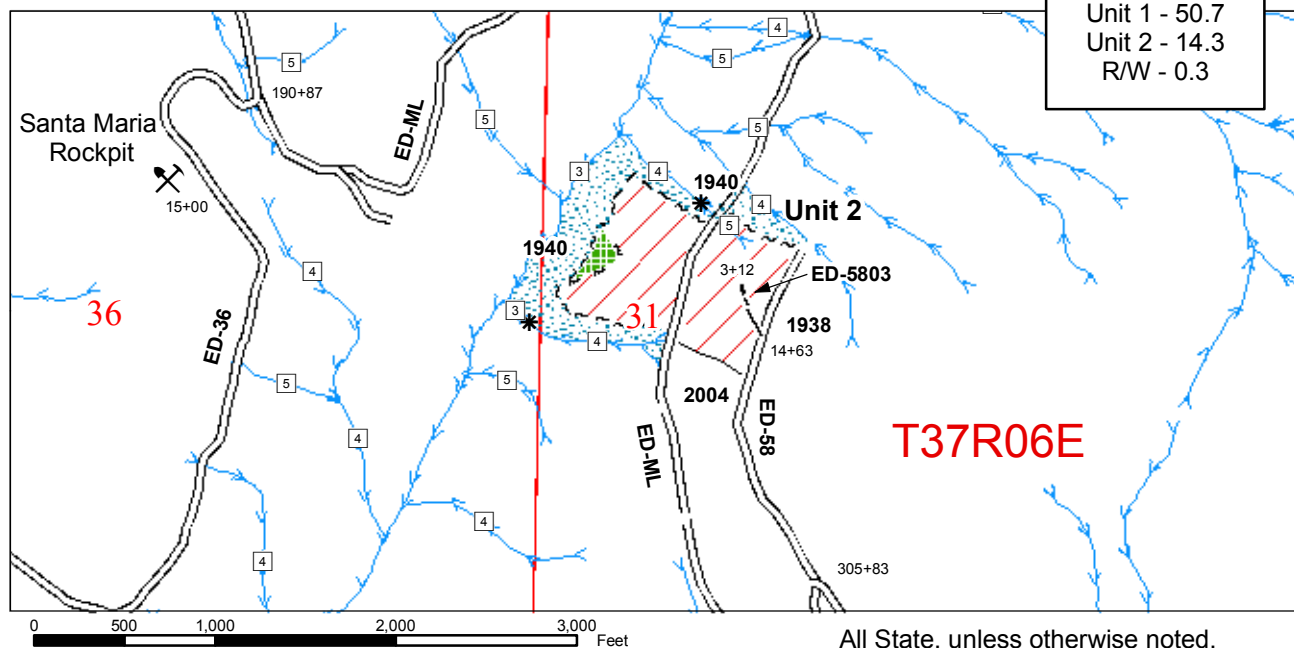 Unit 1 - 50.7
Unit 2 - 14.3
R/W - 0.3
4
5
5
190+87
ED-ML
Santa Maria
Rockpit
15+00
5
5
3
4
1940
4
Unit 2
5
1940
3+12
ED-5803
4
36
ED-36
3
31
1938
14+63
4
5
5
2004
ED-58
T37R06E
4
ED-ML
4
4
305+83
0
500
1,000
2,000
3,000
Feet
All State, unless otherwise noted.